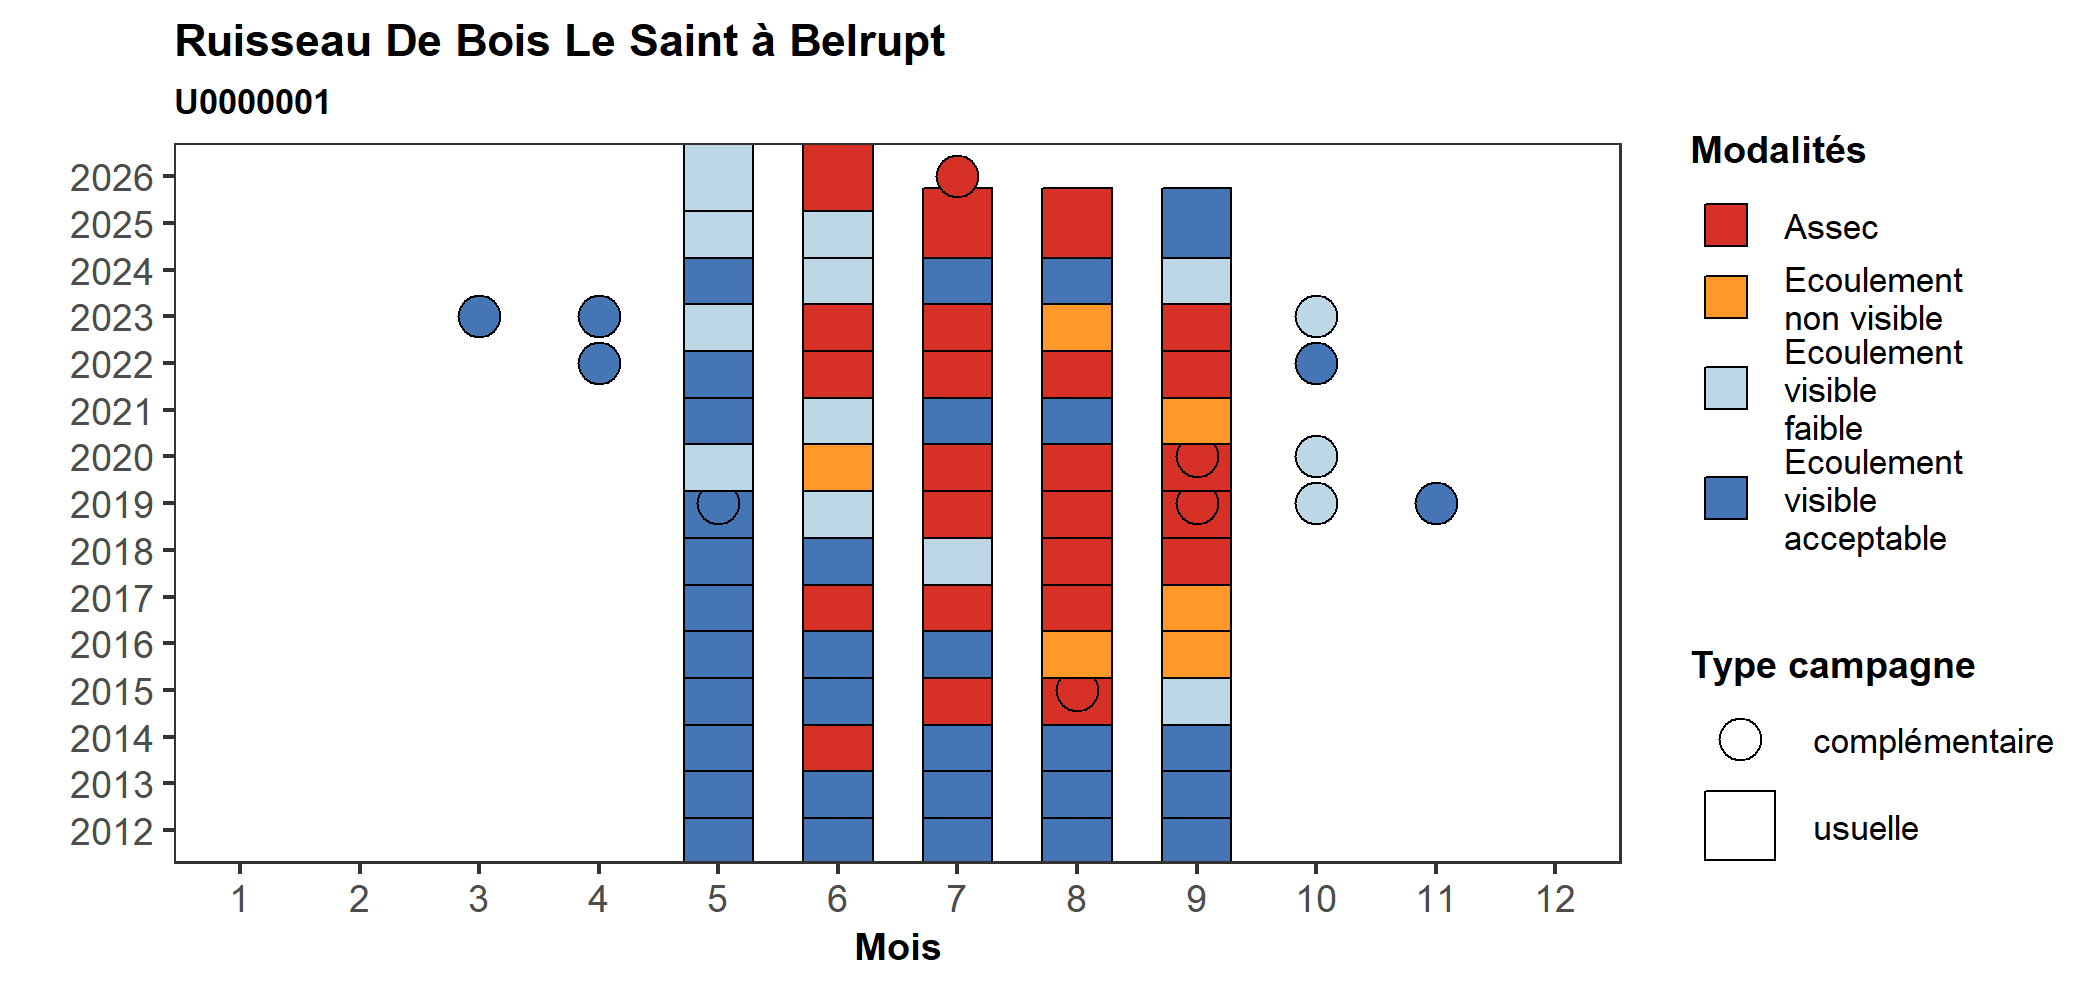 Ruisseau De Bois Le Saint à Belrupt
U0000001
2026
2025
2024
2023
2022
2021
2020
2019
2018
2017
2016
2015
2014
2013
2012
1 2 3 4 5 6 7 8 9 10 11 12
Mois
Modalités
Assec
Ecoulement
non visible
Ecoulement
visible
faible
Ecoulement
visible
acceptable
Type campagne
complémentaire
usuelle